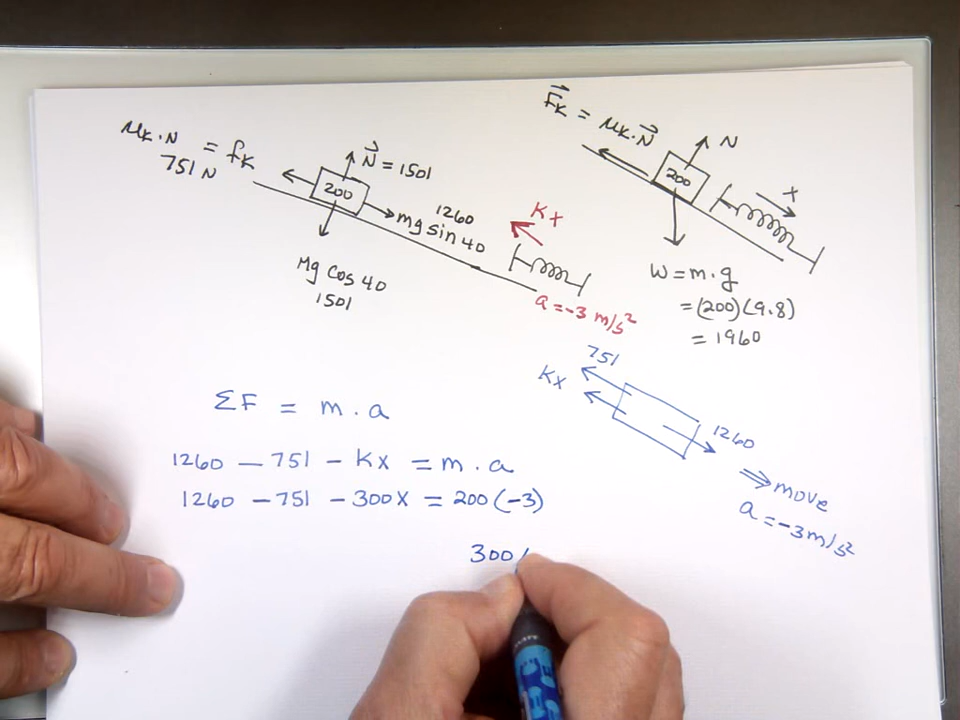 μk·N = fk
751 N
N = 1501
200
1260
mg sin 40
Mg cos 40
1501
Kx
a = -3 m/s²
Fk = μk·N
N
200
x
W = m·g
= (200)(9.8)
= 1960
751
Kx
1260
⇒ move
a = -3 m/s²
ΣF = m·a
1260 - 751 - Kx = m·a
1260 - 751 - 300x = 200(-3)
300